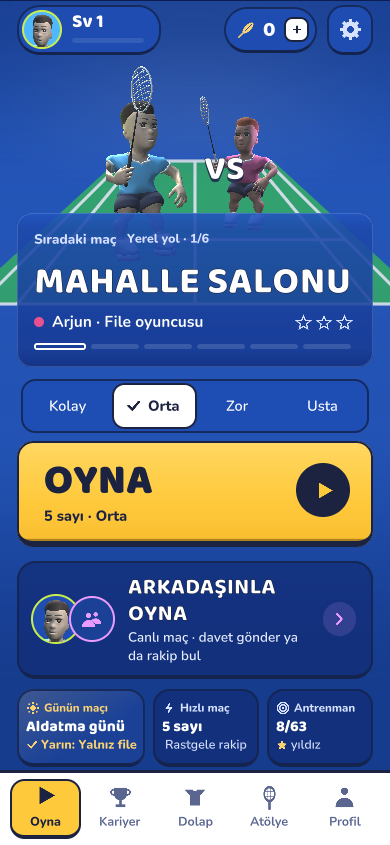 Sv 1
0
+
VS
Sıradaki maç Yerel yol · 1/6
MAHALLE SALONU
Arjun · File oyuncusu
Kolay
Orta
Zor
Usta
OYNA
5 sayı · Orta
ARKADAŞINLA
OYNA
Canlı maç · davet gönder ya
da rakip bul
Günün maçı
Aldatma günü
Yarın: Yalnız file
Hızlı maç
5 sayı
Rastgele rakip
Antrenman
8/63
yıldız
Oyna
Kariyer
Dolap
Atölye
Profil